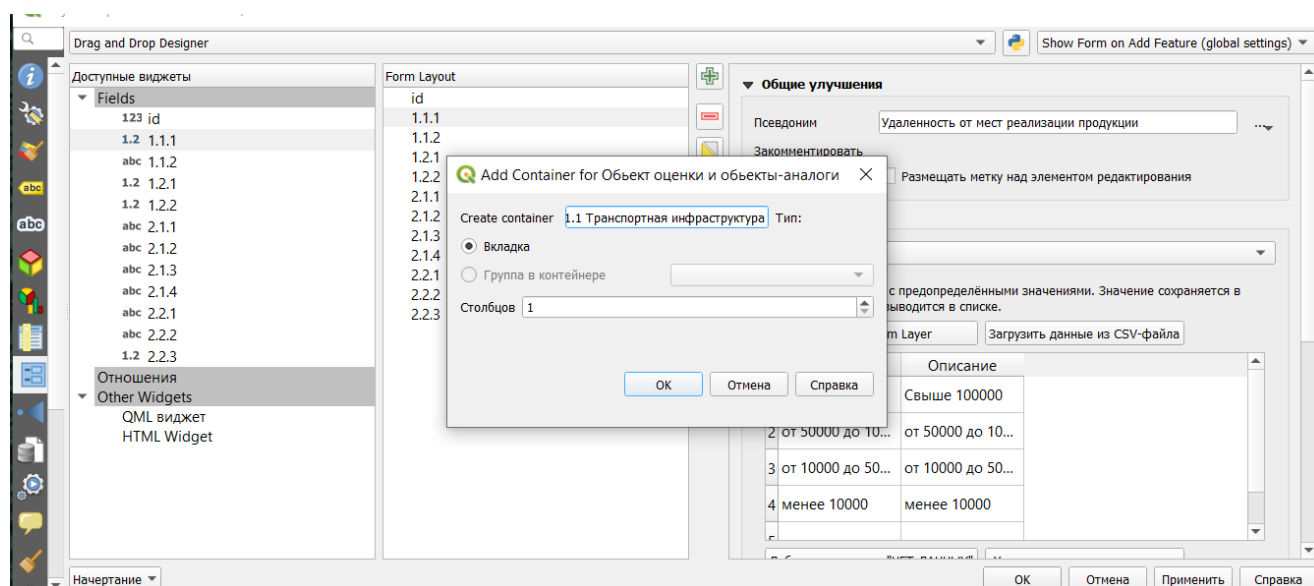 Drag and Drop Designer
Show Form on Add Feature (global settings)
Доступные виджеты
Fields
123 id
1.2 1.1.1
abc 1.1.2
1.2 1.2.1
1.2 1.2.2
abc 2.1.1
abc 2.1.2
abc 2.1.3
abc 2.1.4
abc 2.2.1
abc 2.2.2
1.2 2.2.3
Отношения
Other Widgets
QML виджет
HTML Widget
Form Layout
id
1.1.1
1.1.2
1.2.1
1.2.2
2.1.1
2.1.2
2.1.3
2.1.4
2.2.1
2.2.2
2.2.3
Add Container for Обьект оценки и обьекты-аналоги
Create container 1.1 Транспортная инфраструктура Тип:
Вкладка
Группа в контейнере
Столбцов 1
ОК Отмена Справка
Общие улучшения
Псевдоним Удаленность от мест реализации продукции ...
Закомментировать
Размещать метку над элементом редактирования
с предопределёнными значениями. Значение сохраняется в
выводится в списке.
m Layer Загрузить данные из CSV-файла
Описание
Свыше 100000
2 от 50000 до 10... от 50000 до 10...
3 от 10000 до 50... от 10000 до 50...
4 менее 10000 менее 10000
abc
abc
Начертание
ОК Отмена Применить Справка